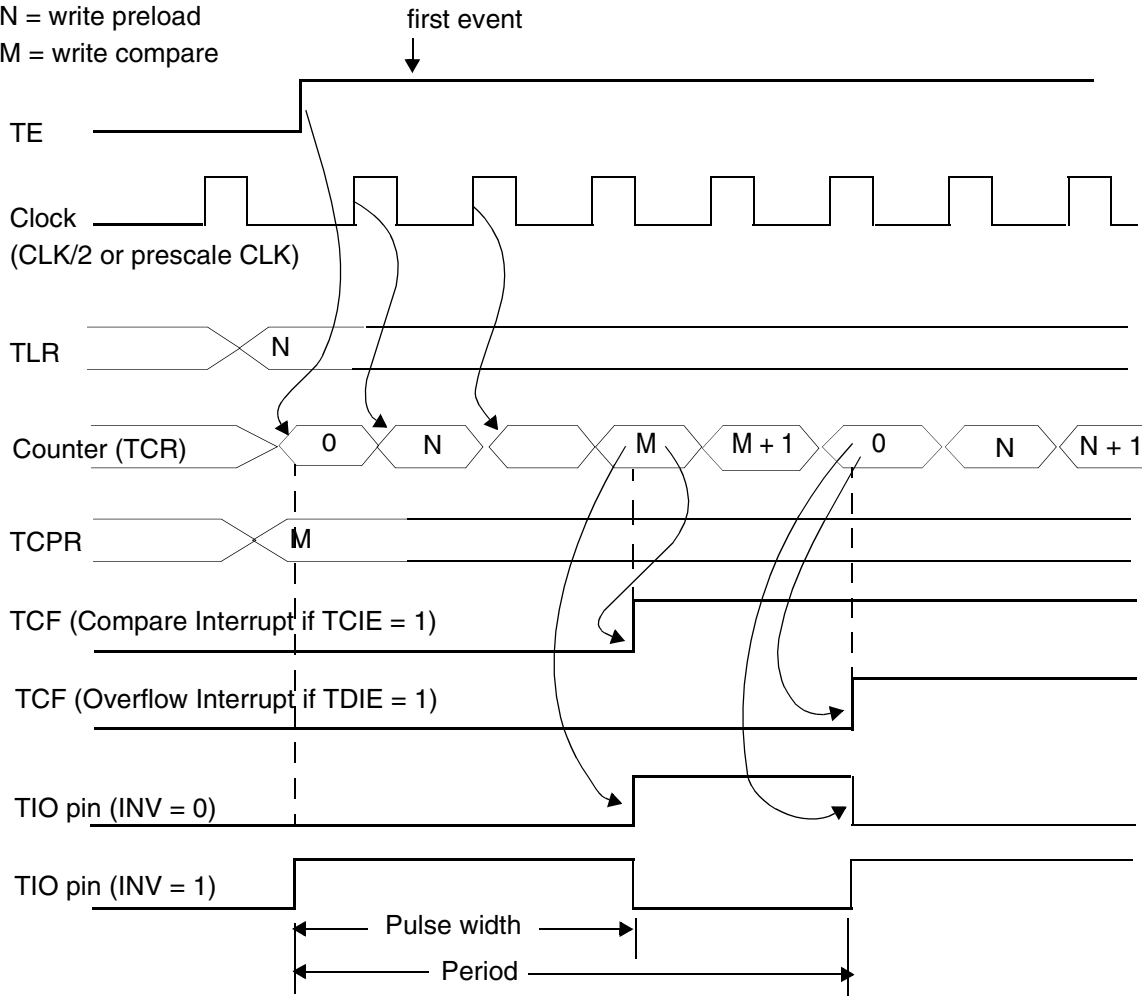 N = write preload
first event
M = write compare
TE
Clock
(CLK/2 or prescale CLK)
TLR
N
Counter (TCR)
0
N
M
M + 1
0
N
N + 1
TCPR
M
TCF (Compare Interrupt if TCIE = 1)
TCF (Overflow Interrupt if TDIE = 1)
TIO pin (INV = 0)
TIO pin (INV = 1)
Pulse width
Period